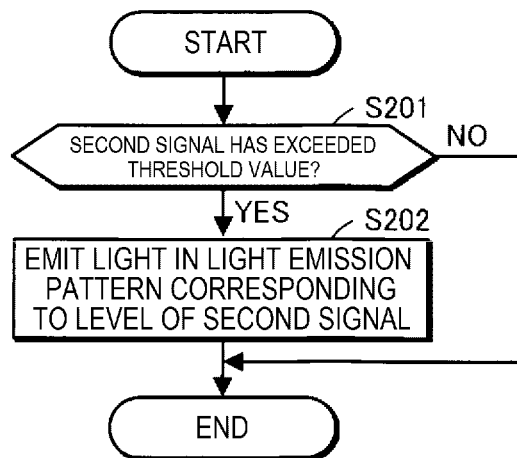 START
S201
SECOND SIGNAL HAS EXCEEDED
THRESHOLD VALUE?
NO
YES
S202
EMIT LIGHT IN LIGHT EMISSION
PATTERN CORRESPONDING
TO LEVEL OF SECOND SIGNAL
END